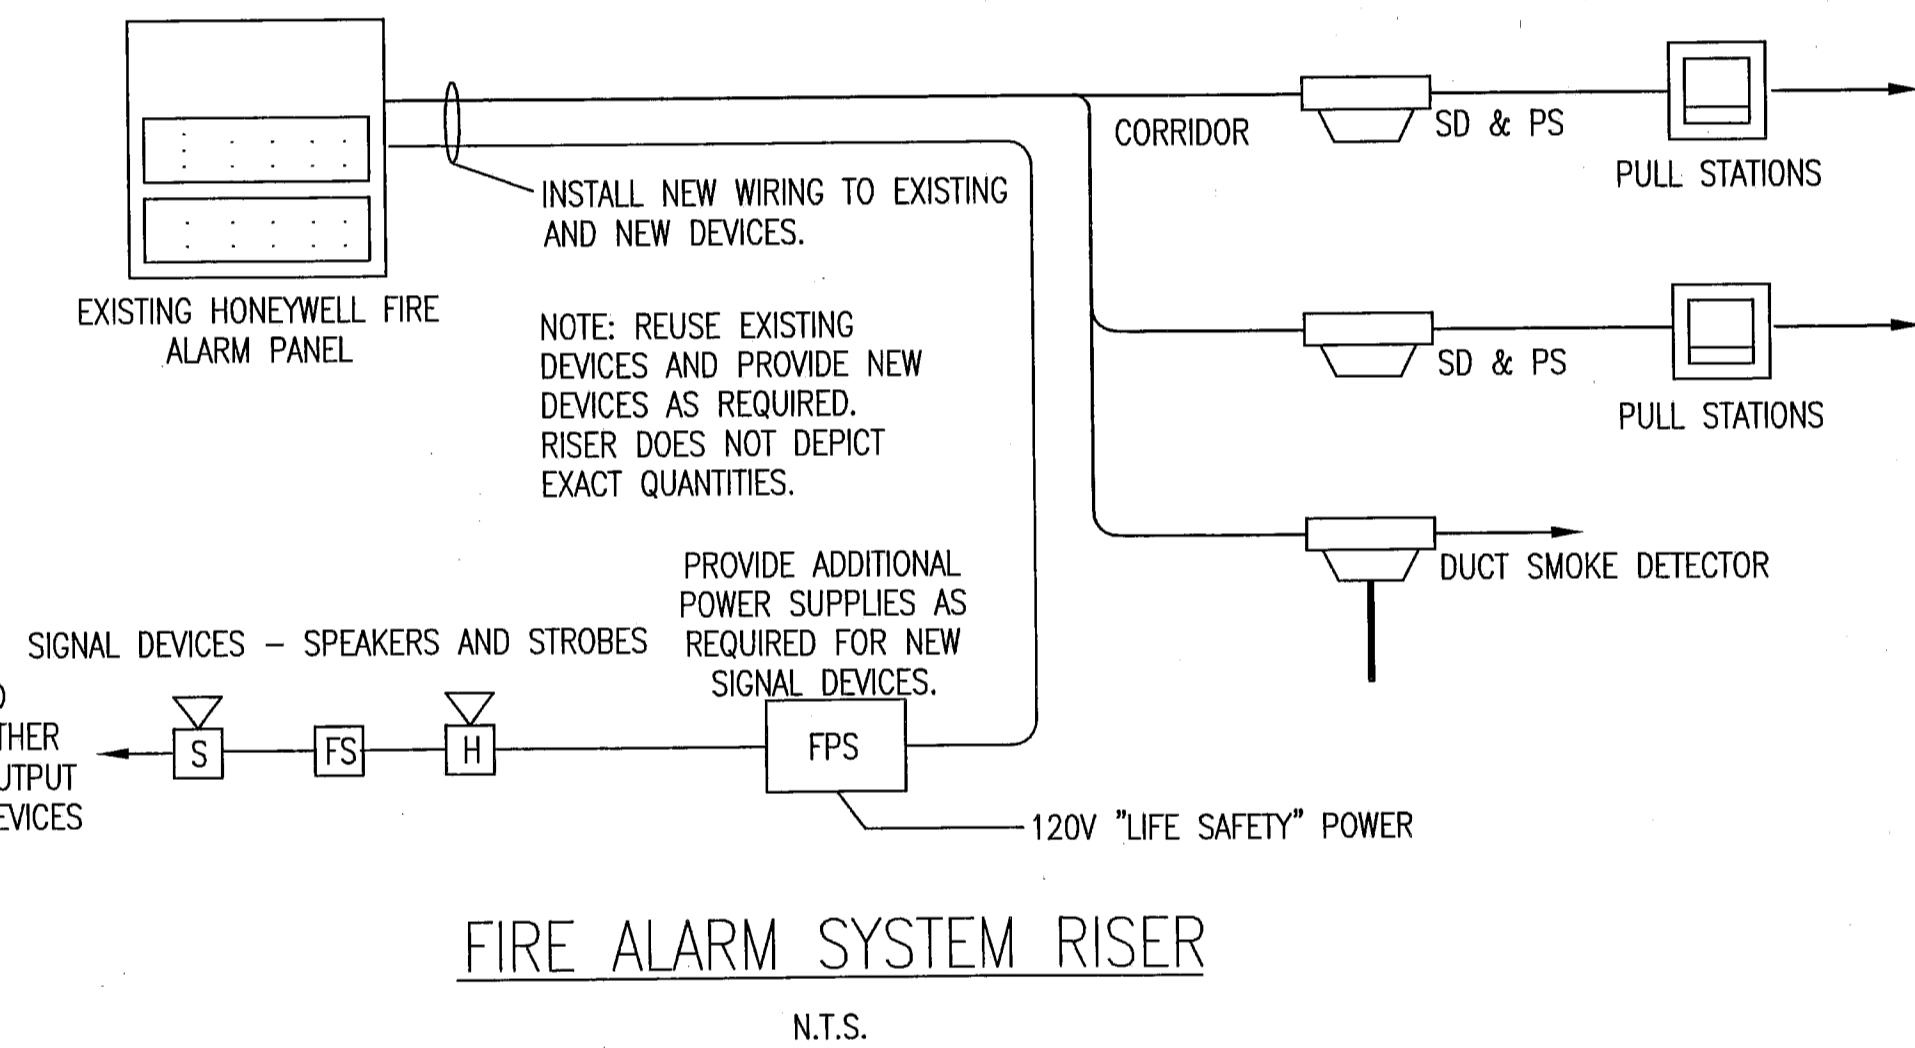 CORRIDOR
SD & PS
PULL STATIONS
INSTALL NEW WIRING TO EXISTING
AND NEW DEVICES.
EXISTING HONEYWELL FIRE
ALARM PANEL
NOTE: REUSE EXISTING
DEVICES AND PROVIDE NEW
DEVICES AS REQUIRED.
RISER DOES NOT DEPICT
EXACT QUANTITIES.
SD & PS
PULL STATIONS
DUCT SMOKE DETECTOR
PROVIDE ADDITIONAL
POWER SUPPLIES AS
REQUIRED FOR NEW
SIGNAL DEVICES.
SIGNAL DEVICES – SPEAKERS AND STROBES
S
FS
H
FPS
120V "LIFE SAFETY" POWER
FIRE ALARM SYSTEM RISER
N.T.S.